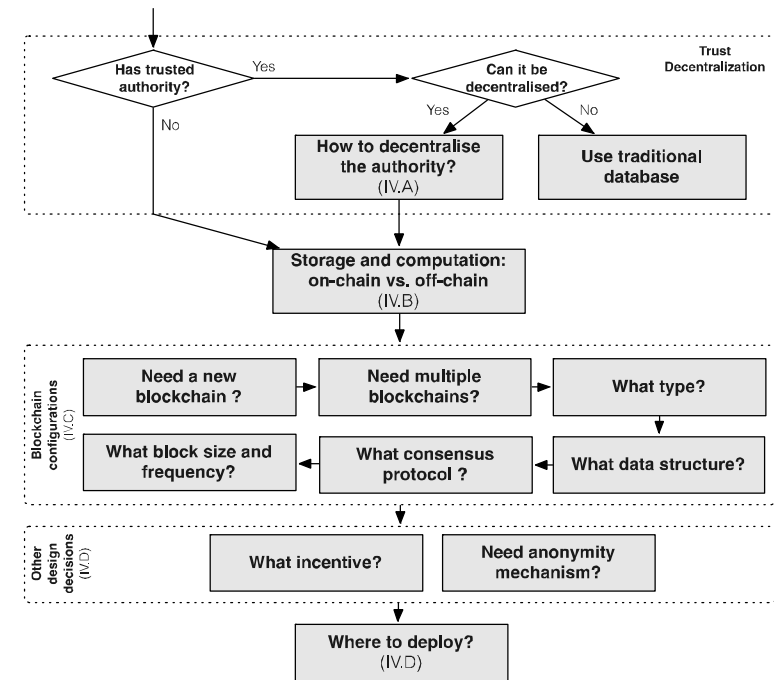 Trust
Decentralization
Has trusted
authority?
Yes
Can it be
decentralised?
No
Yes
No
How to decentralise
the authority?
(IV.A)
Use traditional
database
Storage and computation:
on-chain vs. off-chain
(IV.B)
Blockchain
configurations
(IV.C)
Need a new
blockchain ?
Need multiple
blockchains?
What type?
What block size and
frequency?
What consensus
protocol ?
What data structure?
Other
design
decisions
(IV.D)
What incentive?
Need anonymity
mechanism?
Where to deploy?
(IV.D)